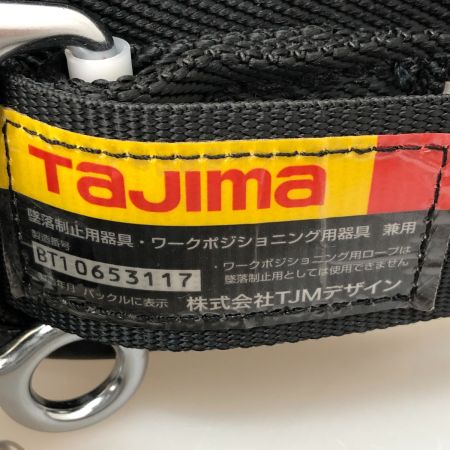 Tajima
墜落制止用器具・ワークポジショニング用器具 兼用
製造番号
BT10653117
・ワークポジショニング用ロープは
墜落制止用としては使用できません
年月 バックルに表示
株式会社TJMデザイン